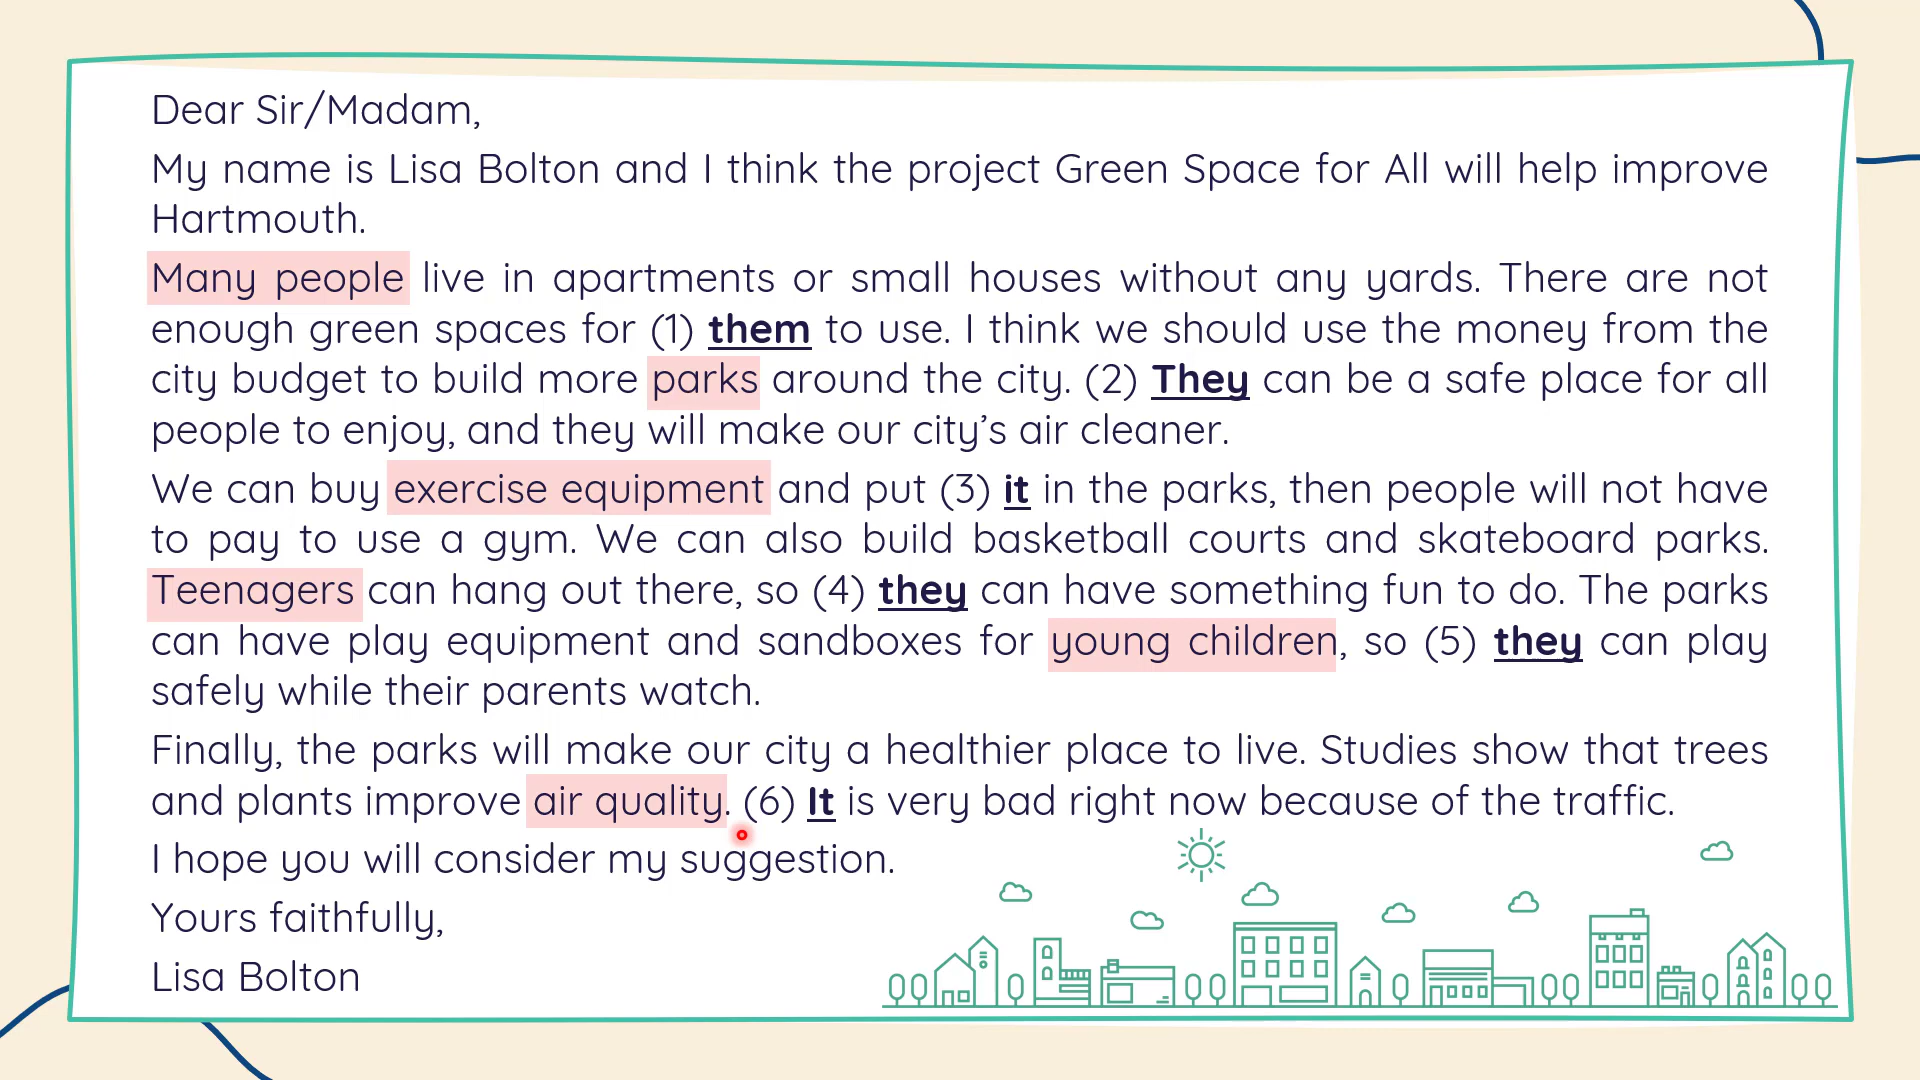 Dear Sir/Madam,
My name is Lisa Bolton and I think the project Green Space for All will help improve
Hartmouth.
Many people live in apartments or small houses without any yards. There are not
enough green spaces for (1) them to use. I think we should use the money from the
city budget to build more parks around the city. (2) They can be a safe place for all
people to enjoy, and they will make our city’s air cleaner.
We can buy exercise equipment and put (3) it in the parks, then people will not have
to pay to use a gym. We can also build basketball courts and skateboard parks.
Teenagers can hang out there, so (4) they can have something fun to do. The parks
can have play equipment and sandboxes for young children, so (5) they can play
safely while their parents watch.
Finally, the parks will make our city a healthier place to live. Studies show that trees
and plants improve air quality. (6) It is very bad right now because of the traffic.
I hope you will consider my suggestion.
Yours faithfully,
Lisa Bolton